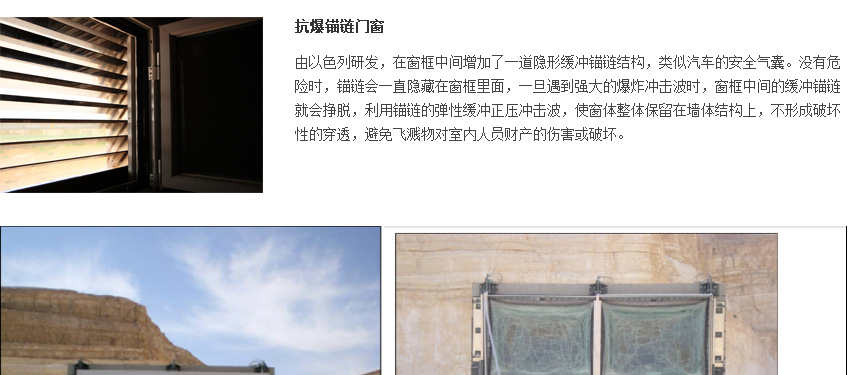 抗爆锚链门窗
由以色列研发，在窗框中间增加了一道隐形缓冲锚链结构，类似汽车的安全气囊。没有危
险时，锚链会一直隐藏在窗框里面，一旦遇到强大的爆炸冲击波时，窗框中间的缓冲锚链
就会挣脱，利用锚链的弹性缓冲正压冲击波，使窗体整体保留在墙体结构上，不形成破坏
性的穿透，避免飞溅物对室内人员财产的伤害或破坏。